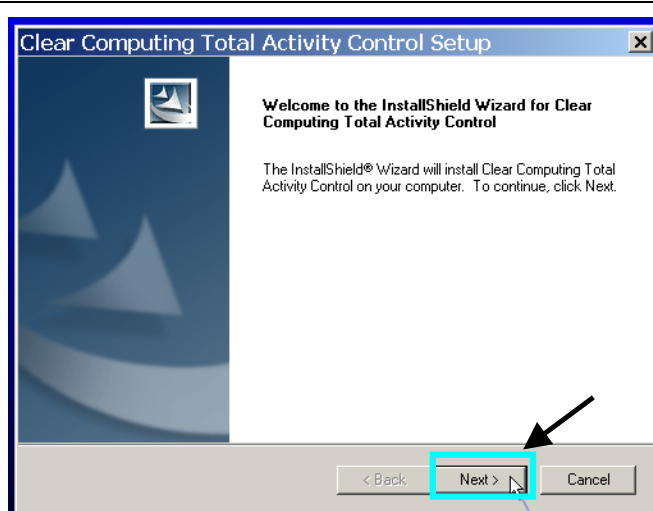 Clear Computing Total Activity Control Setup
Welcome to the InstallShield Wizard for Clear
Computing Total Activity Control
The InstallShield® Wizard will install Clear Computing Total
Activity Control on your computer. To continue, click Next.
< Back Next > Cancel